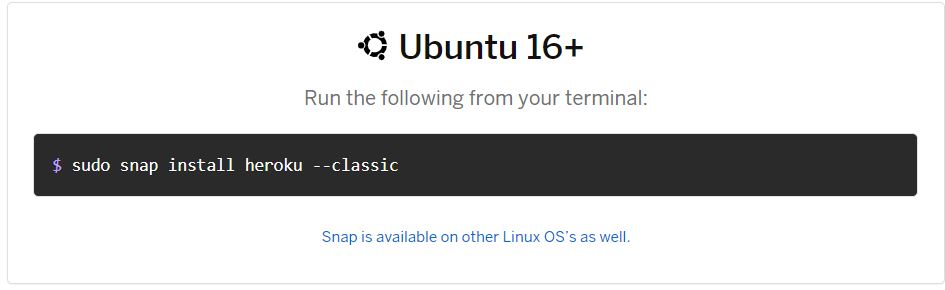 Ubuntu 16+
Run the following from your terminal:
$ sudo snap install heroku --classic
Snap is available on other Linux OS’s as well.